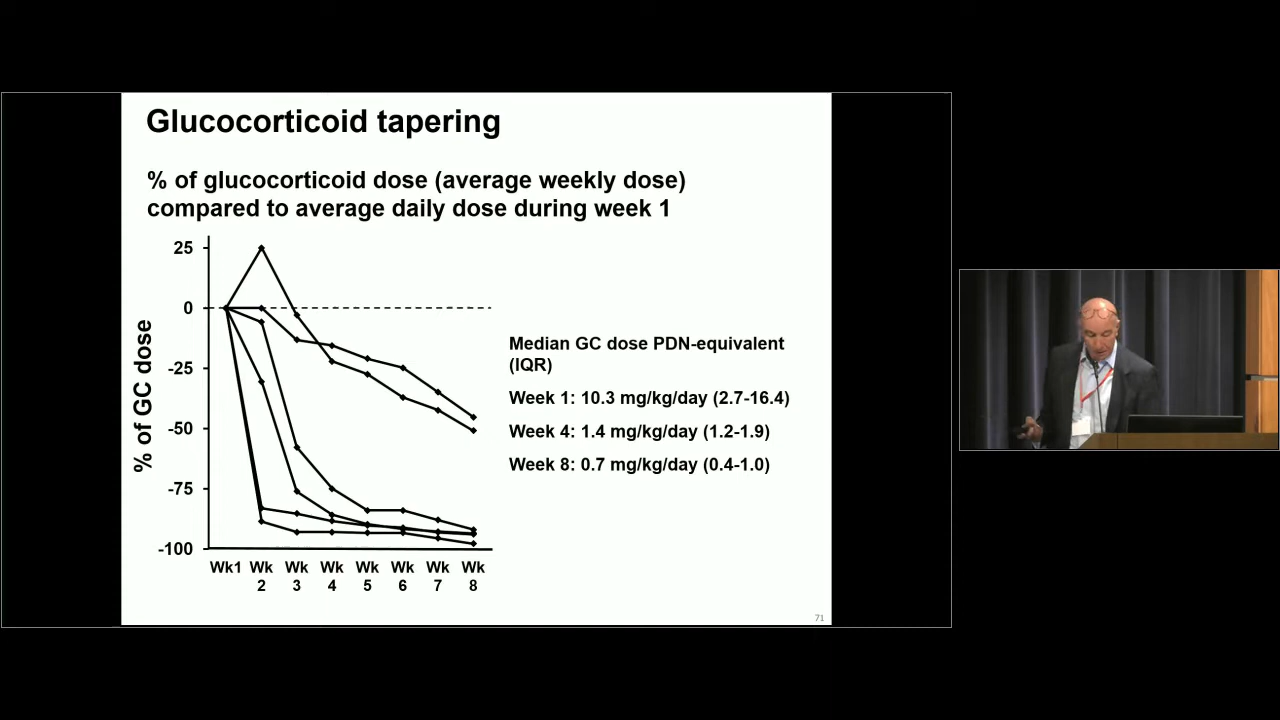 Glucocorticoid tapering
% of glucocorticoid dose (average weekly dose)
compared to average daily dose during week 1
25
0
-25
-50
-75
-100
% of GC dose
Wk1 Wk Wk Wk Wk Wk Wk Wk
2 3 4 5 6 7 8
Median GC dose PDN-equivalent
(IQR)
Week 1: 10.3 mg/kg/day (2.7-16.4)
Week 4: 1.4 mg/kg/day (1.2-1.9)
Week 8: 0.7 mg/kg/day (0.4-1.0)
71